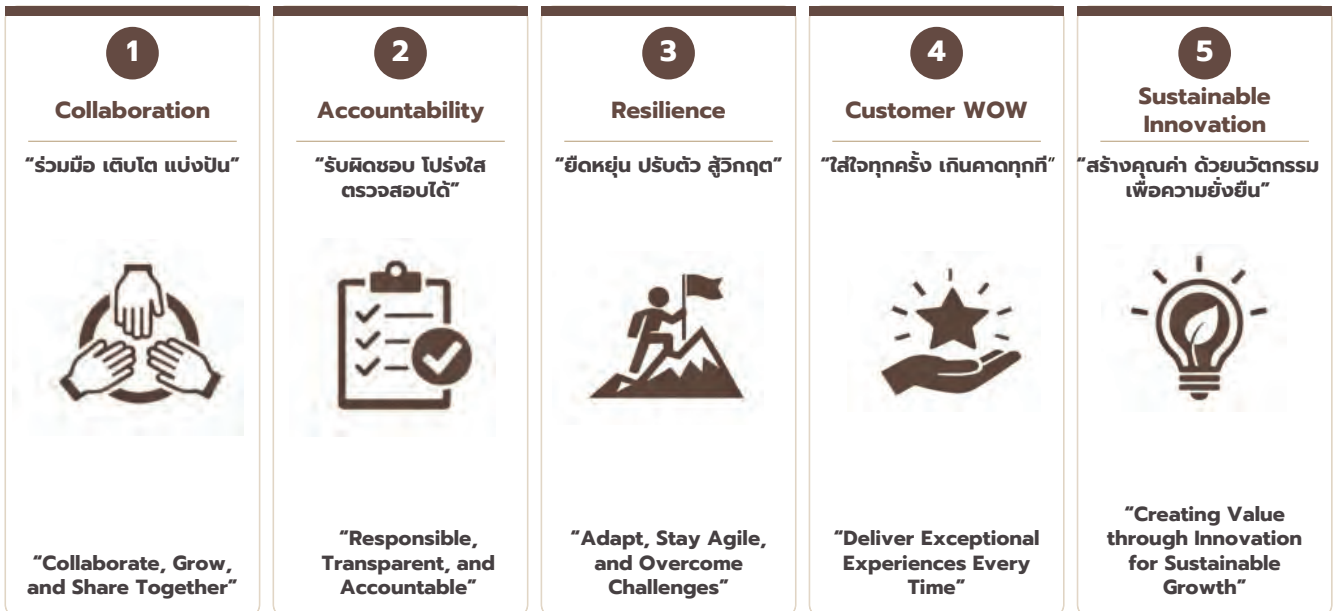 1
Collaboration
“ร่วมมือ เติบโต แบ่งปัน”
“Collaborate, Grow,
and Share Together”
2
Accountability
“รับผิดชอบ โปร่งใส
ตรวจสอบได้”
“Responsible,
Transparent, and
Accountable”
3
Resilience
“ยืดหยุ่น ปรับตัว สู้วิกฤต”
“Adapt, Stay Agile,
and Overcome
Challenges”
4
Customer WOW
“ใส่ใจทุกครั้ง เกินคาดทุกที”
“Deliver Exceptional
Experiences Every
Time”
5
Sustainable
Innovation
“สร้างคุณค่า ด้วยนวัตกรรม
เพื่อความยั่งยืน”
“Creating Value
through Innovation
for Sustainable
Growth”